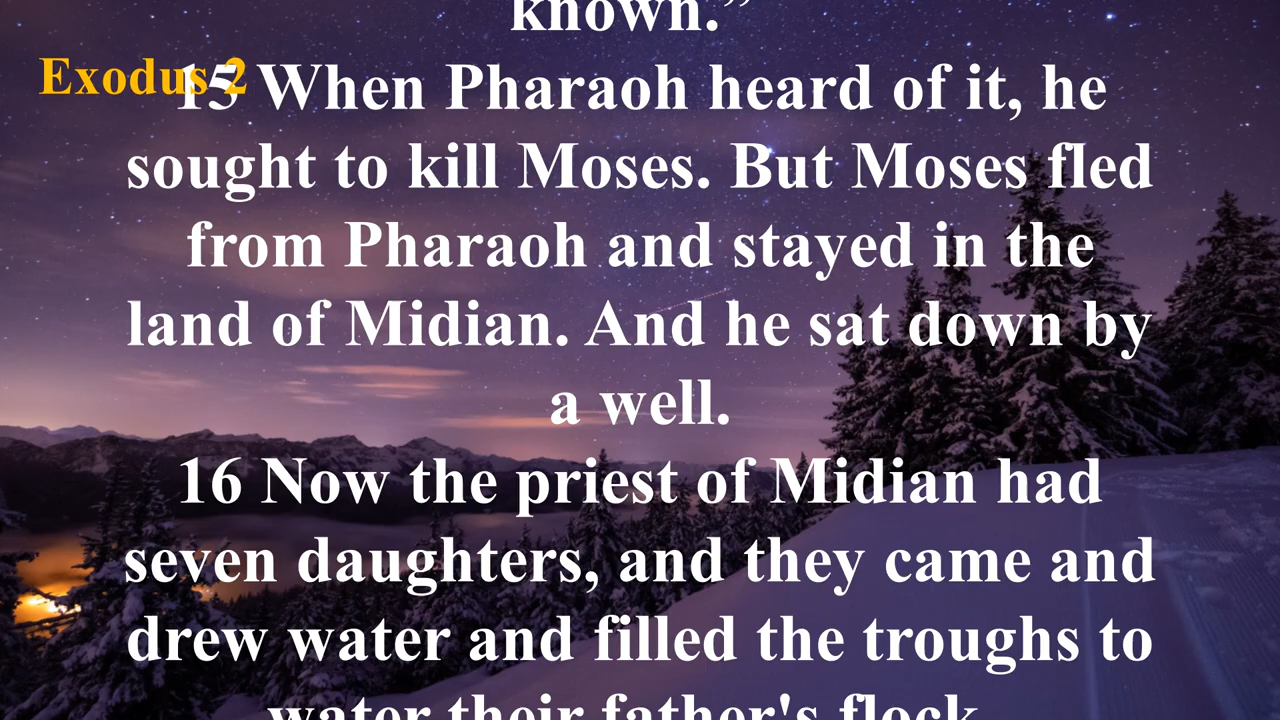 known.”
Exodus 2
15 When Pharaoh heard of it, he
sought to kill Moses. But Moses fled
from Pharaoh and stayed in the
land of Midian. And he sat down by
a well.
16 Now the priest of Midian had
seven daughters, and they came and
drew water and filled the troughs to
water their father's flock.